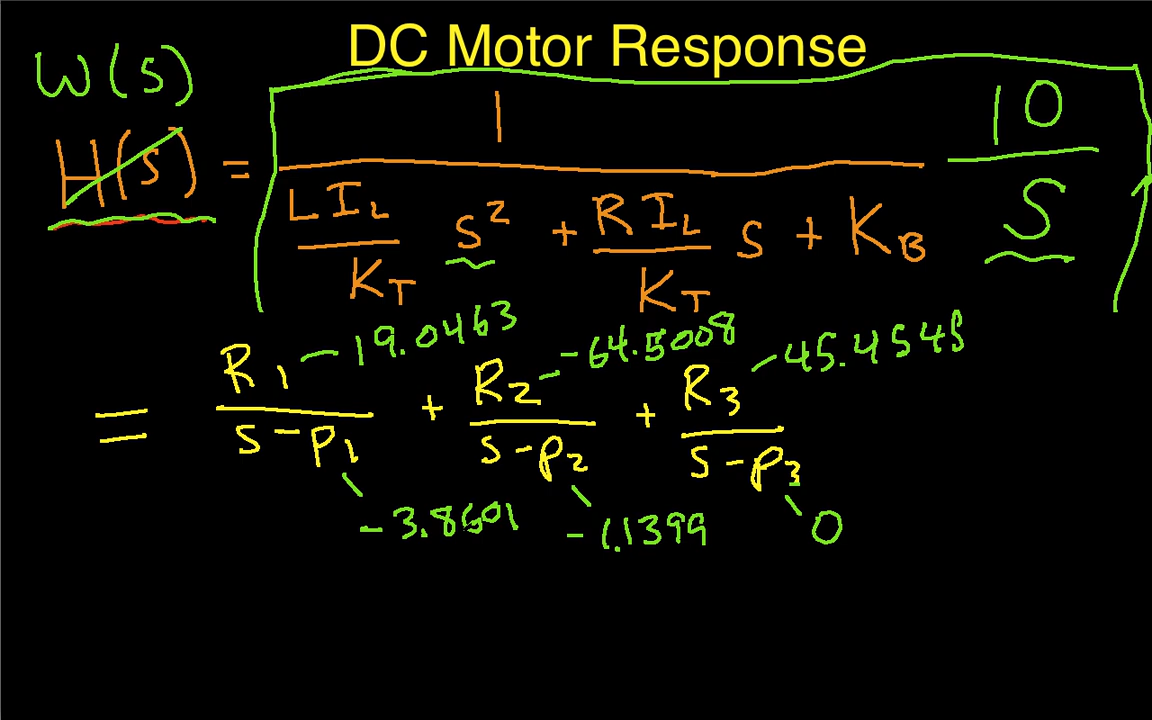 DC Motor Response
W(s)
H(s) = 1 10
LI_L/K_T s² + RI_L/K_T s + K_B S
R1 – 19.0463 R2 – -64.5008 R3 – 45.4545
= R1/(s-p1) + R2/(s-p2) + R3/(s-p3)
-3.8601 -1.1399 0